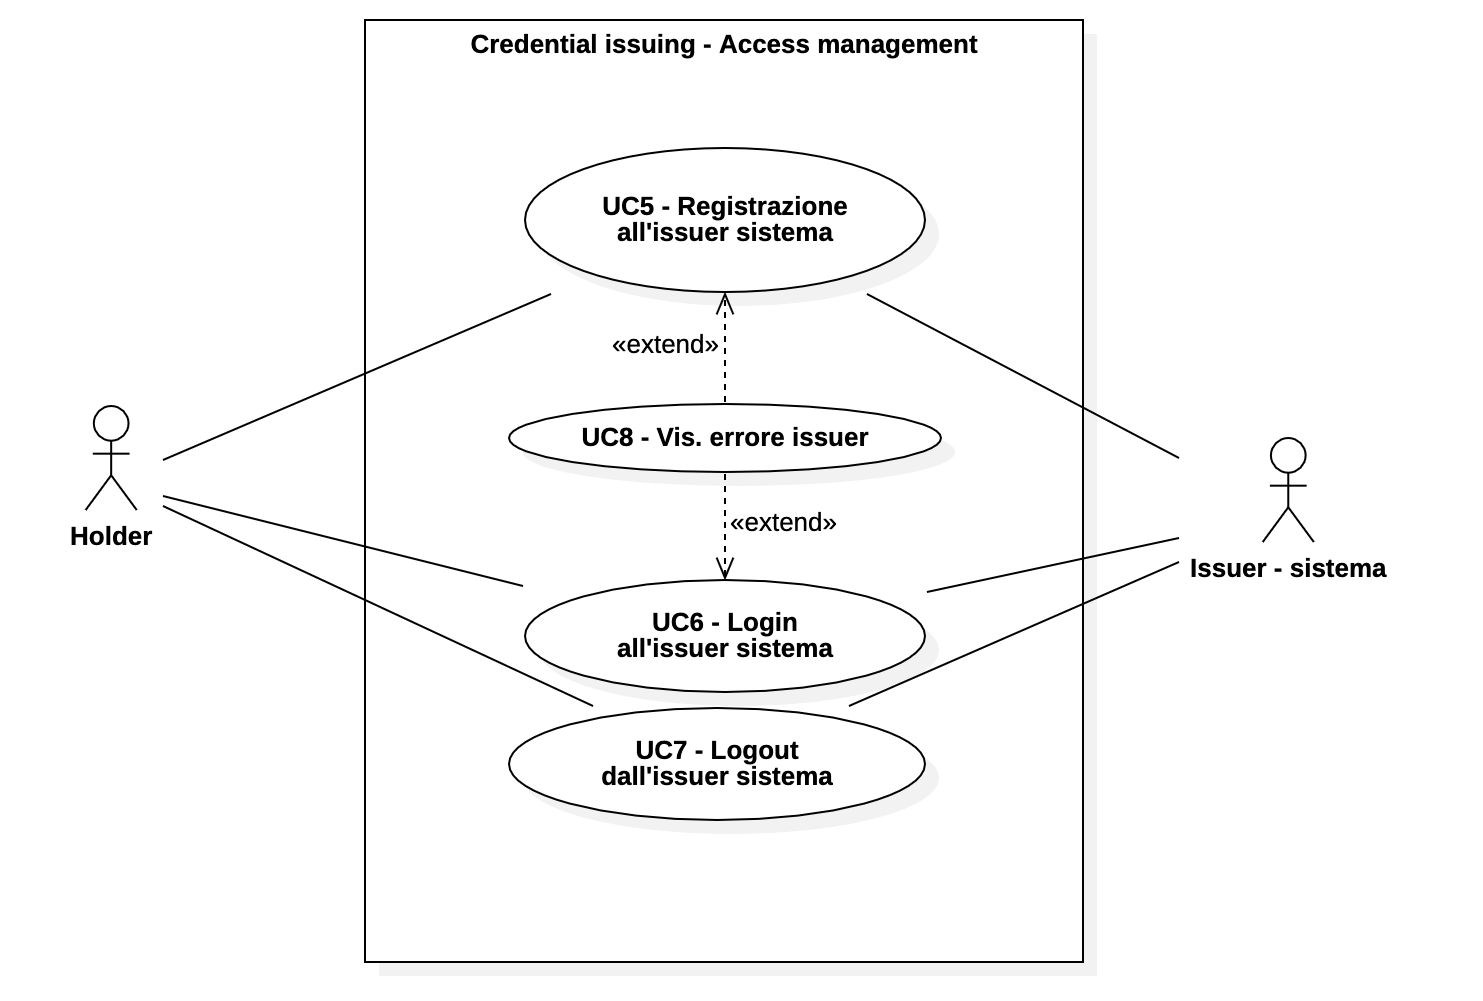 Credential issuing - Access management
UC5 - Registrazione
all'issuer sistema
«extend»
UC8 - Vis. errore issuer
«extend»
Holder
Issuer - sistema
UC6 - Login
all'issuer sistema
UC7 - Logout
dall'issuer sistema